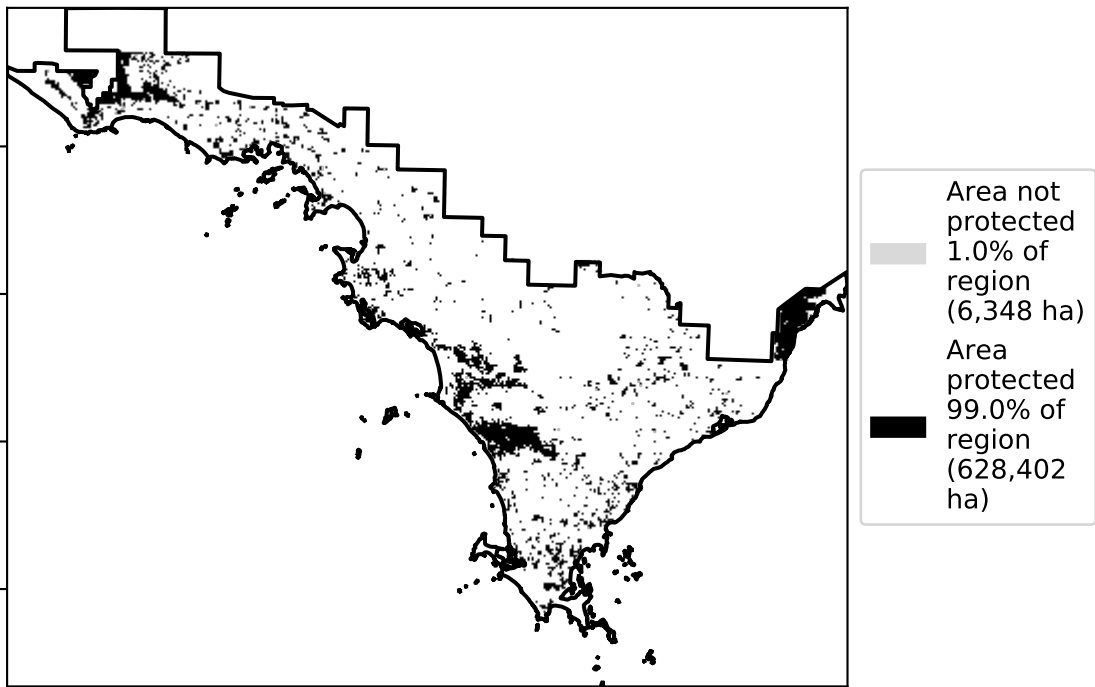 Area not
protected
1.0% of
region
(6,348 ha)
Area
protected
99.0% of
region
(628,402
ha)